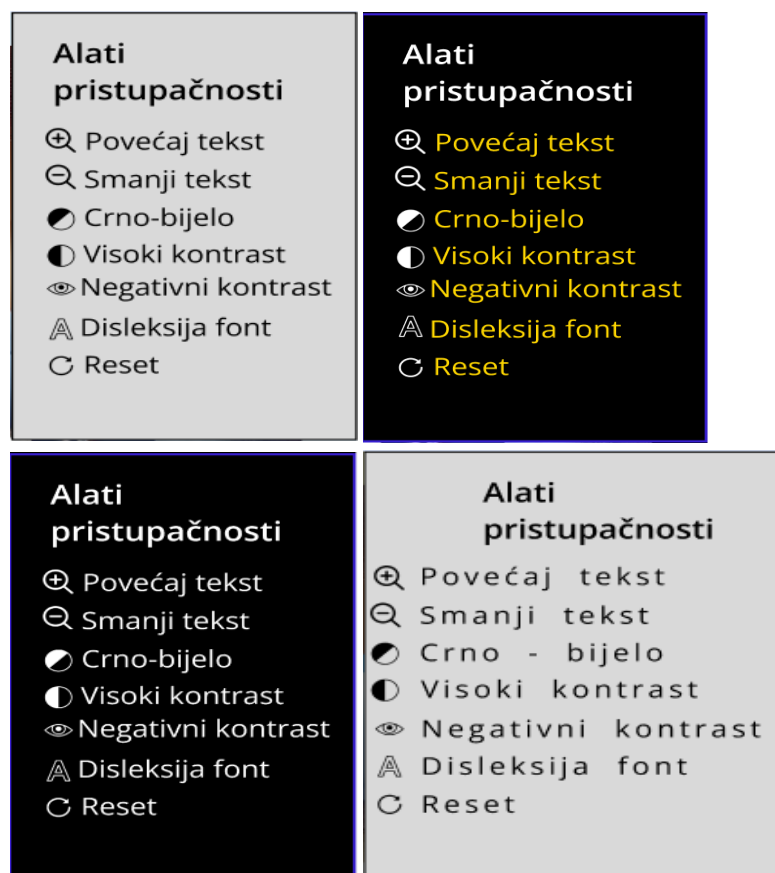 Alati
pristupačnosti
Povećaj tekst
Smanji tekst
Crno-bijelo
Visoki kontrast
Negativni kontrast
Disleksija font
Reset
Alati
pristupačnosti
Povećaj tekst
Smanji tekst
Crno-bijelo
Visoki kontrast
Negativni kontrast
Disleksija font
Reset
Alati
pristupačnosti
Povećaj tekst
Smanji tekst
Crno-bijelo
Visoki kontrast
Negativni kontrast
Disleksija font
Reset
Alati
pristupačnosti
Povećaj tekst
Smanji tekst
Crno - bijelo
Visoki kontrast
Negativni kontrast
Disleksija font
Reset